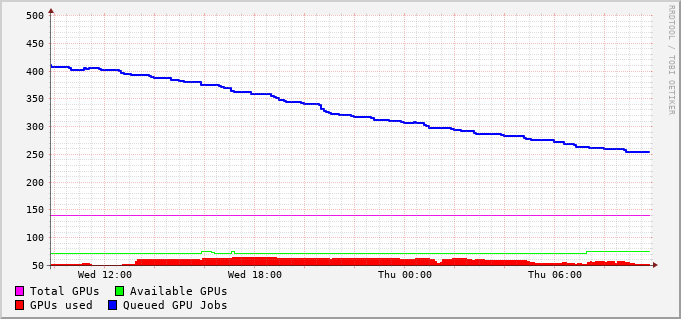 500
450
400
350
300
250
200
150
100
50
Wed 12:00 Wed 18:00 Thu 00:00 Thu 06:00
Total GPUs Available GPUs
GPUs used Queued GPU Jobs
RRDTOOL / TOBI OETIKER